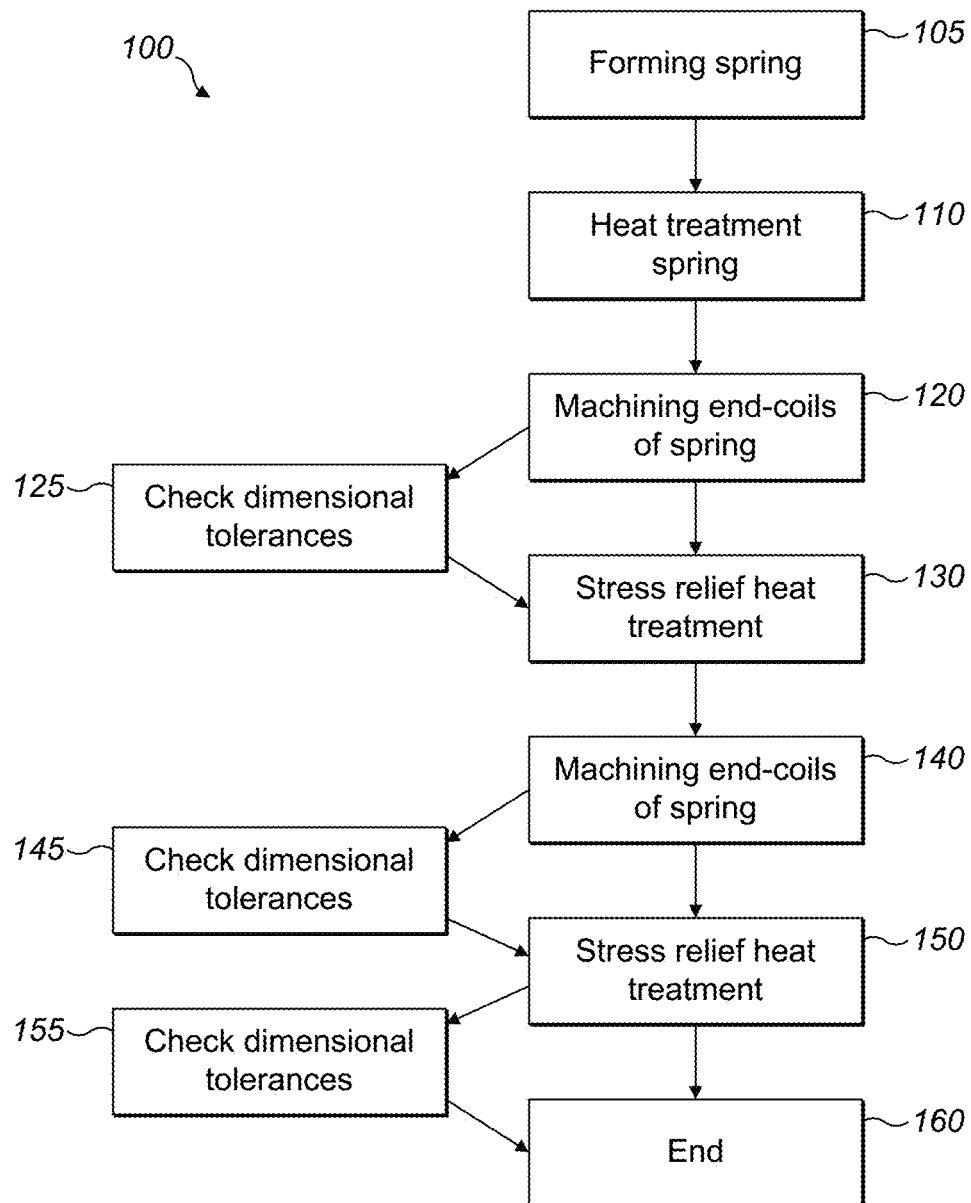 100
Forming spring
105
Heat treatment
spring
110
Machining end-coils
of spring
120
125
Check dimensional
tolerances
Stress relief heat
treatment
130
Machining end-coils
of spring
140
145
Check dimensional
tolerances
Stress relief heat
treatment
150
155
Check dimensional
tolerances
End
160